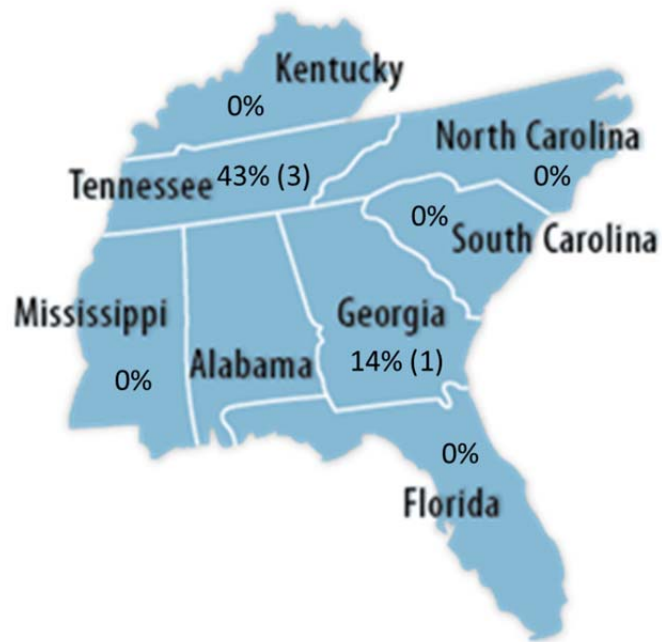 Kentucky
0%
North Carolina
0%
Tennessee 43% (3)
0%
South Carolina
Mississippi
0%
Alabama
Georgia
14% (1)
0%
Florida